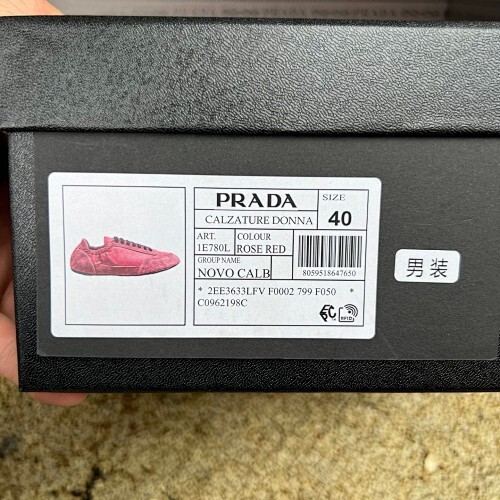 PRADA
CALZATURE DONNA
SIZE
40
ART.
1E780L
COLOUR
ROSE RED
GROUP NAME
NOVO CALB
8059518647650
* 2EE3633LFV F0002 799 F050 *
C0962198C
RFID
男装